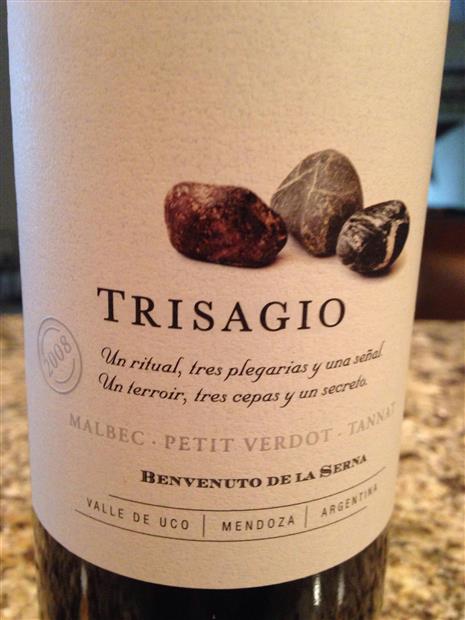 TRISAGIO
2008
Un ritual, tres plegarias y una señal.
Un terroir, tres cepas y un secreto.
MALBEC · PETIT VERDOT · TANNAT
BENVENUTO DE LA SERNA
VALLE DE UCO | MENDOZA | ARGENTINA